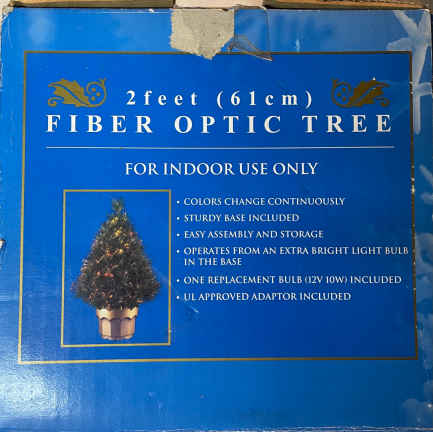 2feet (61cm)
FIBER OPTIC TREE
FOR INDOOR USE ONLY
• COLORS CHANGE CONTINUOUSLY
• STURDY BASE INCLUDED
• EASY ASSEMBLY AND STORAGE
• OPERATES FROM AN EXTRA BRIGHT LIGHT BULB
IN THE BASE
• ONE REPLACEMENT BULB (12V 10W) INCLUDED
• UL APPROVED ADAPTOR INCLUDED